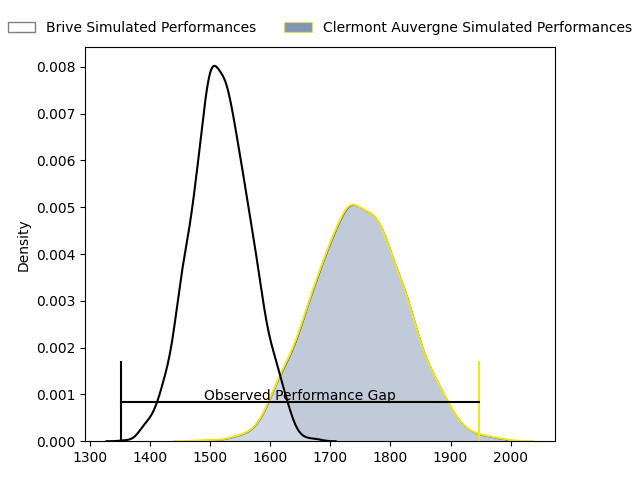 Brive Simulated Performances
Clermont Auvergne Simulated Performances
0.008
0.007
0.006
0.005
0.004
0.003
0.002
0.001
0.000
Density
Observed Performance Gap
1300 1400 1500 1600 1700 1800 1900 2000